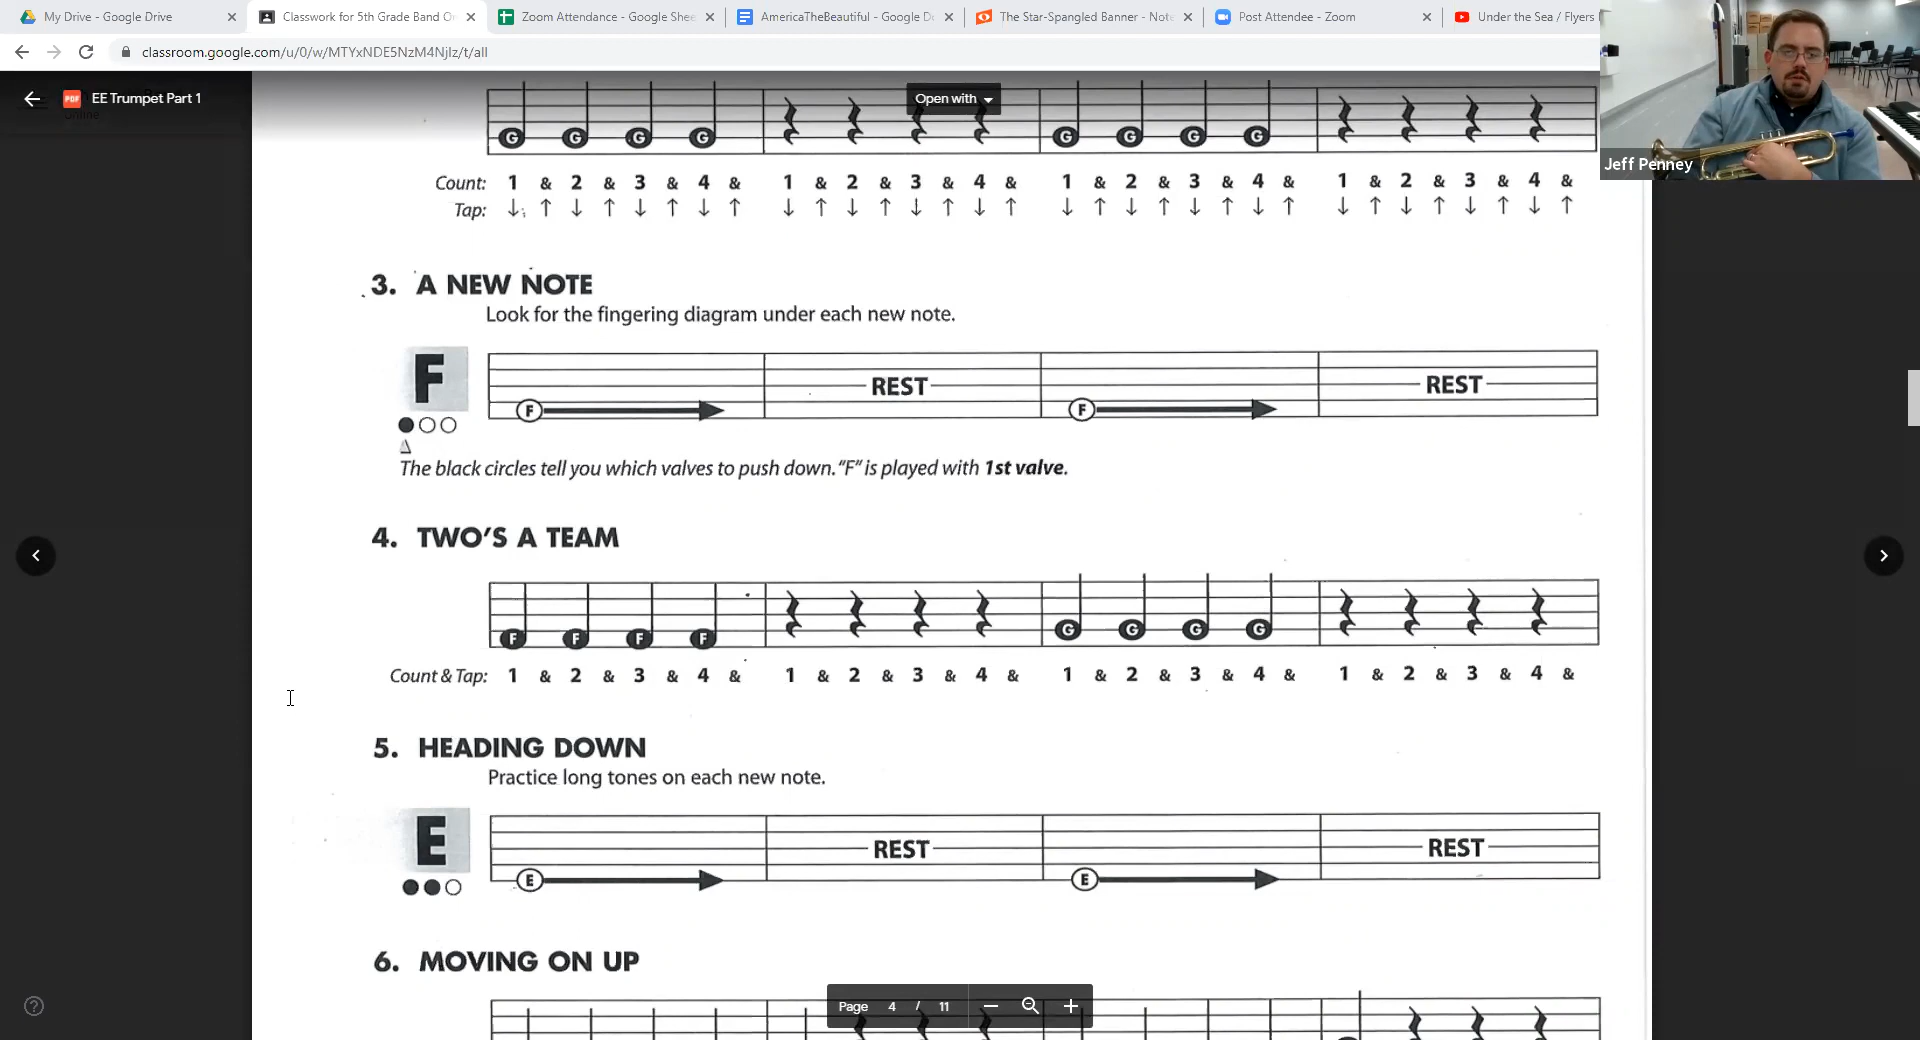 My Drive - Google Drive
Classwork for 5th Grade Band O
Zoom Attendance - Google Shee
AmericaTheBeautiful - Google D
The Star-Spangled Banner - Note
Post Attendee - Zoom
Under the Sea / Flyers
classroom.google.com/u/0/w/MTYxNDE5NzM4Njlz/t/all
PDF EE Trumpet Part 1
Online
Open with
Jeff Penney
G G G G G G G G
Count: 1 & 2 & 3 & 4 & 1 & 2 & 3 & 4 & 1 & 2 & 3 & 4 & 1 & 2 & 3 & 4 &
Tap: ↓ ↑ ↓ ↑ ↓ ↑ ↓ ↑ ↓ ↑ ↓ ↑ ↓ ↑ ↓ ↑ ↓ ↑ ↓ ↑ ↓ ↑ ↓ ↑ ↓ ↑ ↓ ↑ ↓ ↑ ↓ ↑
3. A NEW NOTE
Look for the fingering diagram under each new note.
F
F REST F REST
The black circles tell you which valves to push down. "F" is played with 1st valve.
4. TWO'S A TEAM
F F F F G G G G
Count & Tap: 1 & 2 & 3 & 4 & 1 & 2 & 3 & 4 & 1 & 2 & 3 & 4 & 1 & 2 & 3 & 4 &
5. HEADING DOWN
Practice long tones on each new note.
E
E REST E REST
6. MOVING ON UP
Page 4 / 11